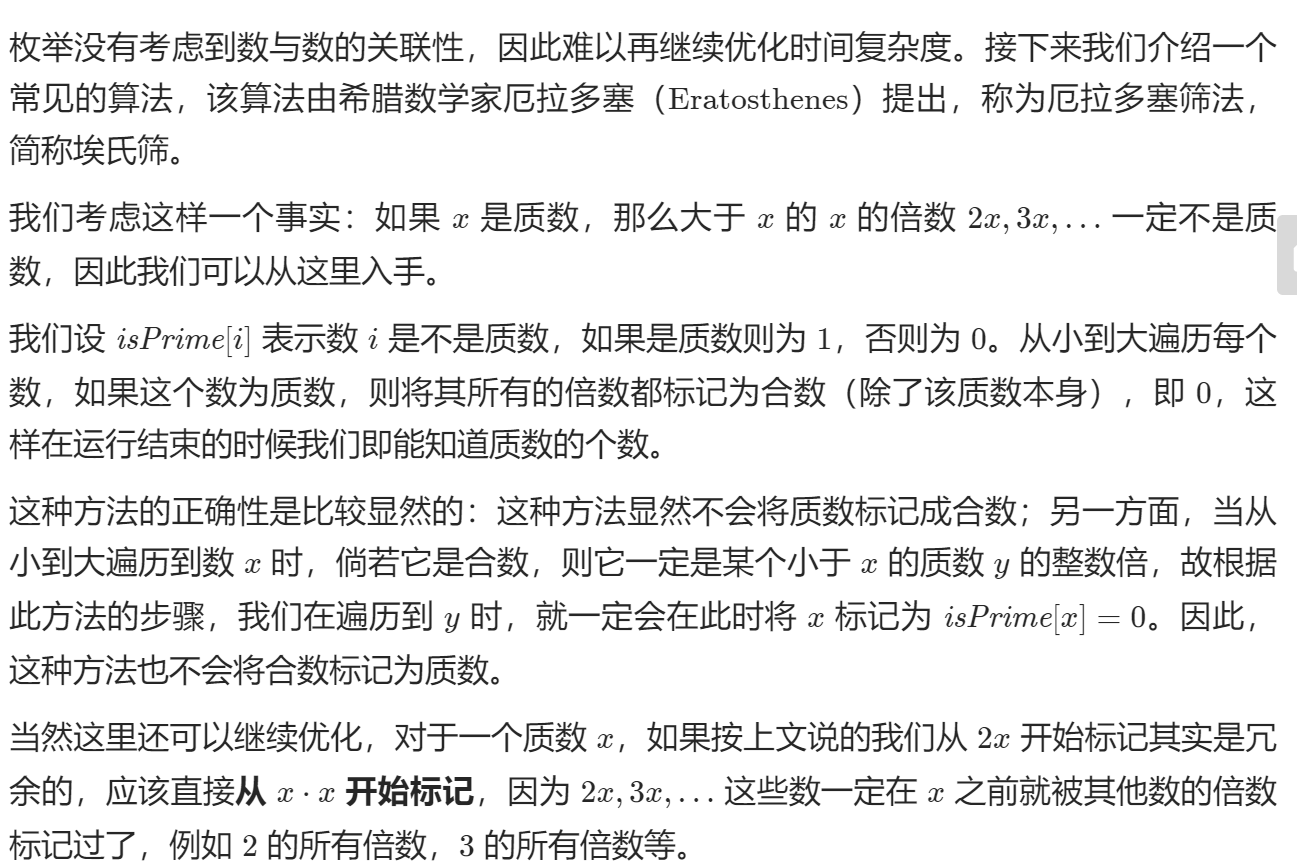 枚举没有考虑到数与数的关联性，因此难以再继续优化时间复杂度。接下来我们介绍一个
常见的算法，该算法由希腊数学家厄拉多塞（Eratosthenes）提出，称为厄拉多塞筛法，
简称埃氏筛。
我们考虑这样一个事实：如果 x 是质数，那么大于 x 的 x 的倍数 2x, 3x, … 一定不是质
数，因此我们可以从这里入手。
我们设 isPrime[i] 表示数 i 是不是质数，如果是质数则为 1，否则为 0。从小到大遍历每个
数，如果这个数为质数，则将其所有的倍数都标记为合数（除了该质数本身），即 0，这
样在运行结束的时候我们即能知道质数的个数。
这种方法的正确性是比较显然的：这种方法显然不会将质数标记成合数；另一方面，当从
小到大遍历到数 x 时，倘若它是合数，则它一定是某个小于 x 的质数 y 的整数倍，故根据
此方法的步骤，我们在遍历到 y 时，就一定会在此时将 x 标记为 isPrime[x] = 0。因此，
这种方法也不会将合数标记为质数。
当然这里还可以继续优化，对于一个质数 x，如果按上文说的我们从 2x 开始标记其实是冗
余的，应该直接从 x ⋅ x 开始标记，因为 2x, 3x, … 这些数一定在 x 之前就被其他数的倍数
标记过了，例如 2 的所有倍数，3 的所有倍数等。